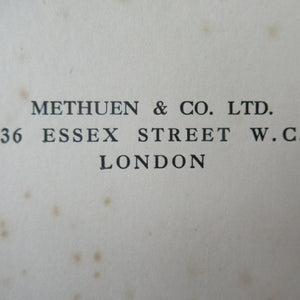 METHUEN & CO. LTD.
36 ESSEX STREET W.C.
LONDON